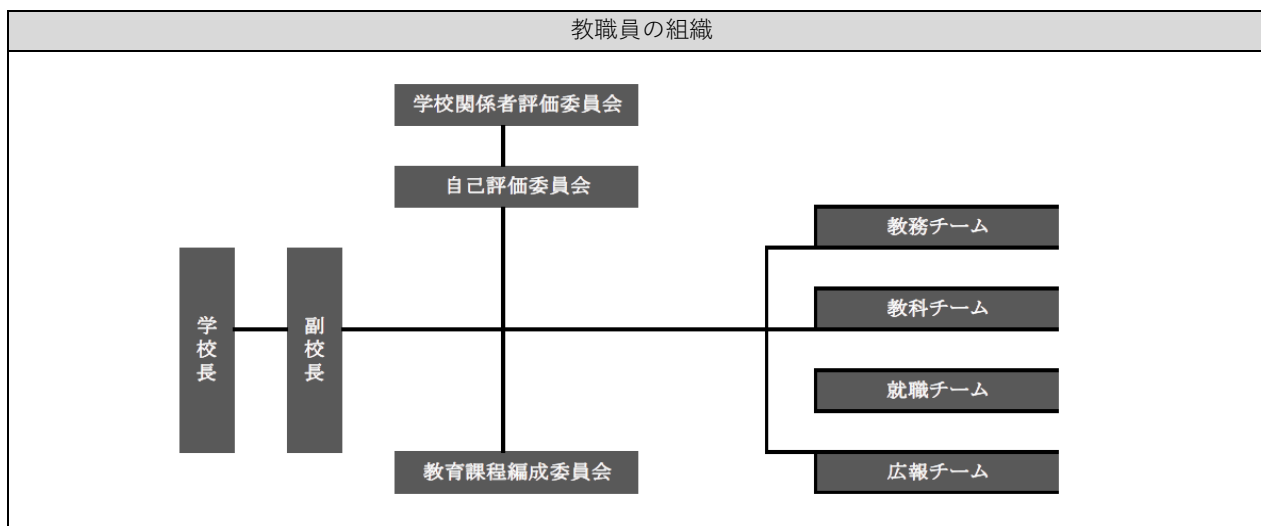 教職員の組織
学校関係者評価委員会
自己評価委員会
学校長
副校長
教育課程編成委員会
教務チーム
教科チーム
就職チーム
広報チーム